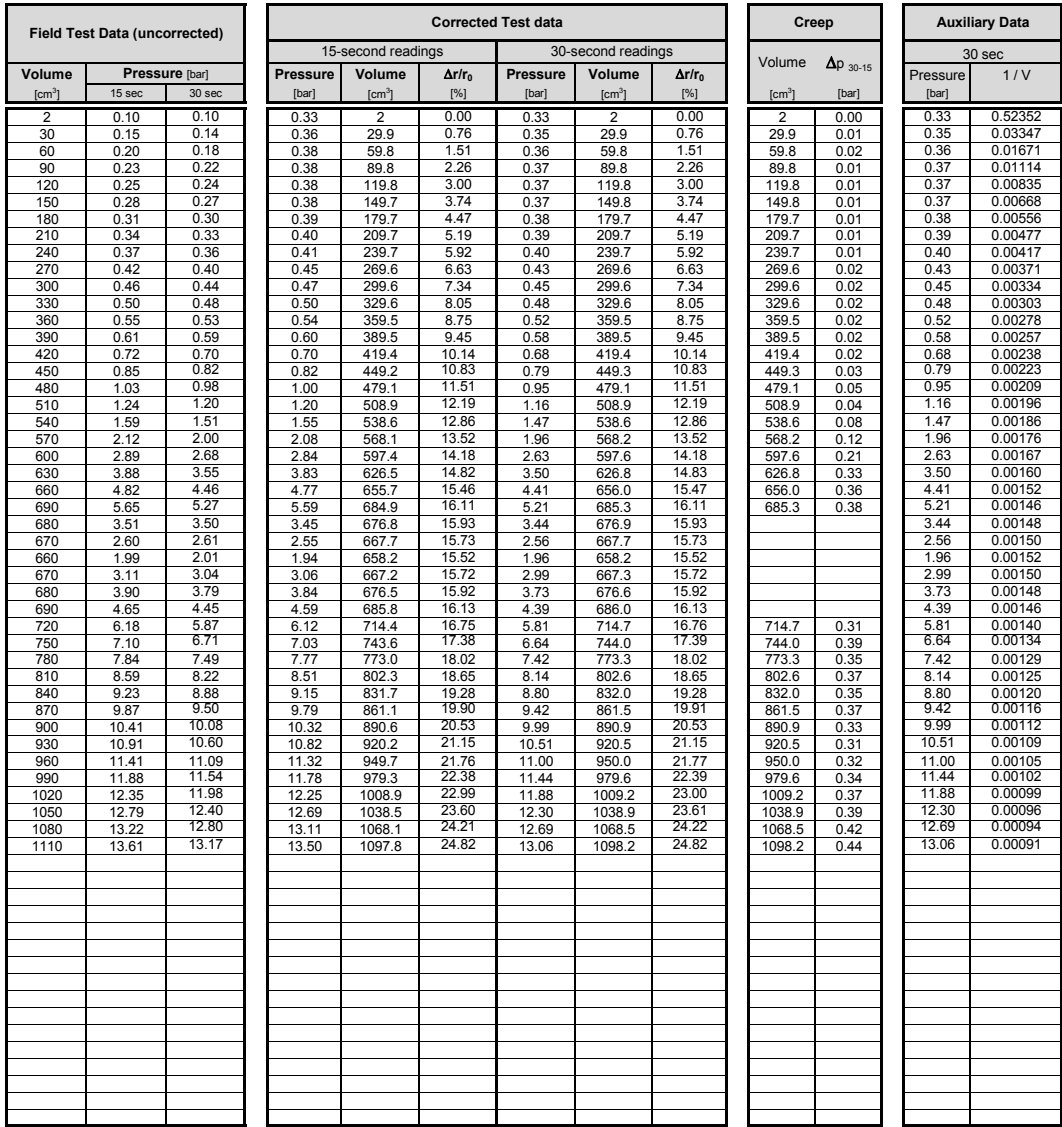 Field Test Data (uncorrected) Corrected Test data Creep Auxiliary Data
15-second readings 30-second readings Volume Δp 30-15 30 sec
Volume Pressure [bar] Pressure Volume Δr/r₀ Pressure Volume Δr/r₀ Pressure 1 / V
[cm³] 15 sec 30 sec [bar] [cm³] [%] [bar] [cm³] [%] [cm³] [bar] [bar]
2 0.10 0.10 0.33 2 0.00 0.33 2 0.00 2 0.00 0.33 0.52352
30 0.15 0.14 0.36 29.9 0.76 0.35 29.9 0.76 29.9 0.01 0.35 0.03347
60 0.20 0.18 0.38 59.8 1.51 0.36 59.8 1.51 59.8 0.02 0.36 0.01671
90 0.23 0.22 0.38 89.8 2.26 0.37 89.8 2.26 89.8 0.01 0.37 0.01114
120 0.25 0.24 0.38 119.8 3.00 0.37 119.8 3.00 119.8 0.01 0.37 0.00835
150 0.28 0.27 0.38 149.7 3.74 0.37 149.8 3.74 149.8 0.01 0.37 0.00668
180 0.31 0.30 0.39 179.7 4.47 0.38 179.7 4.47 179.7 0.01 0.38 0.00556
210 0.34 0.33 0.40 209.7 5.19 0.39 209.7 5.19 209.7 0.01 0.39 0.00477
240 0.37 0.36 0.41 239.7 5.92 0.40 239.7 5.92 239.7 0.01 0.40 0.00417
270 0.42 0.40 0.45 269.6 6.63 0.43 269.6 6.63 269.6 0.02 0.43 0.00371
300 0.46 0.44 0.47 299.6 7.34 0.45 299.6 7.34 299.6 0.02 0.45 0.00334
330 0.50 0.48 0.50 329.6 8.05 0.48 329.6 8.05 329.6 0.02 0.48 0.00303
360 0.55 0.53 0.54 359.5 8.75 0.52 359.5 8.75 359.5 0.02 0.52 0.00278
390 0.61 0.59 0.60 389.5 9.45 0.58 389.5 9.45 389.5 0.02 0.58 0.00257
420 0.72 0.70 0.70 419.4 10.14 0.68 419.4 10.14 419.4 0.02 0.68 0.00238
450 0.85 0.82 0.82 449.2 10.83 0.79 449.3 10.83 449.3 0.03 0.79 0.00223
480 1.03 0.98 1.00 479.1 11.51 0.95 479.1 11.51 479.1 0.05 0.95 0.00209
510 1.24 1.20 1.20 508.9 12.19 1.16 508.9 12.19 508.9 0.04 1.16 0.00196
540 1.59 1.51 1.55 538.6 12.86 1.47 538.6 12.86 538.6 0.08 1.47 0.00186
570 2.12 2.00 2.08 568.1 13.52 1.96 568.2 13.52 568.2 0.12 1.96 0.00176
600 2.89 2.68 2.84 597.4 14.18 2.63 597.6 14.18 597.6 0.21 2.63 0.00167
630 3.88 3.55 3.83 626.5 14.82 3.50 626.8 14.83 626.8 0.33 3.50 0.00160
660 4.82 4.46 4.77 655.7 15.46 4.41 656.0 15.47 656.0 0.36 4.41 0.00152
690 5.65 5.27 5.59 684.9 16.11 5.21 685.3 16.11 685.3 0.38 5.21 0.00146
680 3.51 3.50 3.45 676.8 15.93 3.44 676.9 15.93 3.44 0.00148
670 2.60 2.61 2.55 667.7 15.73 2.56 667.7 15.73 2.56 0.00150
660 1.99 2.01 1.94 658.2 15.52 1.96 658.2 15.52 1.96 0.00152
670 3.11 3.04 3.06 667.2 15.72 2.99 667.3 15.72 2.99 0.00150
680 3.90 3.79 3.84 676.5 15.92 3.73 676.6 15.92 3.73 0.00148
690 4.65 4.45 4.59 685.8 16.13 4.39 686.0 16.13 4.39 0.00146
720 6.18 5.87 6.12 714.4 16.75 5.81 714.7 16.76 714.7 0.31 5.81 0.00140
750 7.10 6.71 7.03 743.6 17.38 6.64 744.0 17.39 744.0 0.39 6.64 0.00134
780 7.84 7.49 7.77 773.0 18.02 7.42 773.3 18.02 773.3 0.35 7.42 0.00129
810 8.59 8.22 8.51 802.3 18.65 8.14 802.6 18.65 802.6 0.37 8.14 0.00125
840 9.23 8.88 9.15 831.7 19.28 8.80 832.0 19.28 832.0 0.35 8.80 0.00120
870 9.87 9.50 9.79 861.1 19.90 9.42 861.5 19.91 861.5 0.37 9.42 0.00116
900 10.41 10.08 10.32 890.6 20.53 9.99 890.9 20.53 890.9 0.33 9.99 0.00112
930 10.91 10.60 10.82 920.2 21.15 10.51 920.5 21.15 920.5 0.31 10.51 0.00109
960 11.41 11.09 11.32 949.7 21.76 11.00 950.0 21.77 950.0 0.32 11.00 0.00105
990 11.88 11.54 11.78 979.3 22.38 11.44 979.6 22.39 979.6 0.34 11.44 0.00102
1020 12.35 11.98 12.25 1008.9 22.99 11.88 1009.2 23.00 1009.2 0.37 11.88 0.00099
1050 12.79 12.40 12.69 1038.5 23.60 12.30 1038.9 23.61 1038.9 0.39 12.30 0.00096
1080 13.22 12.80 13.11 1068.1 24.21 12.69 1068.5 24.22 1068.5 0.42 12.69 0.00094
1110 13.61 13.17 13.50 1097.8 24.82 13.06 1098.2 24.82 1098.2 0.44 13.06 0.00091